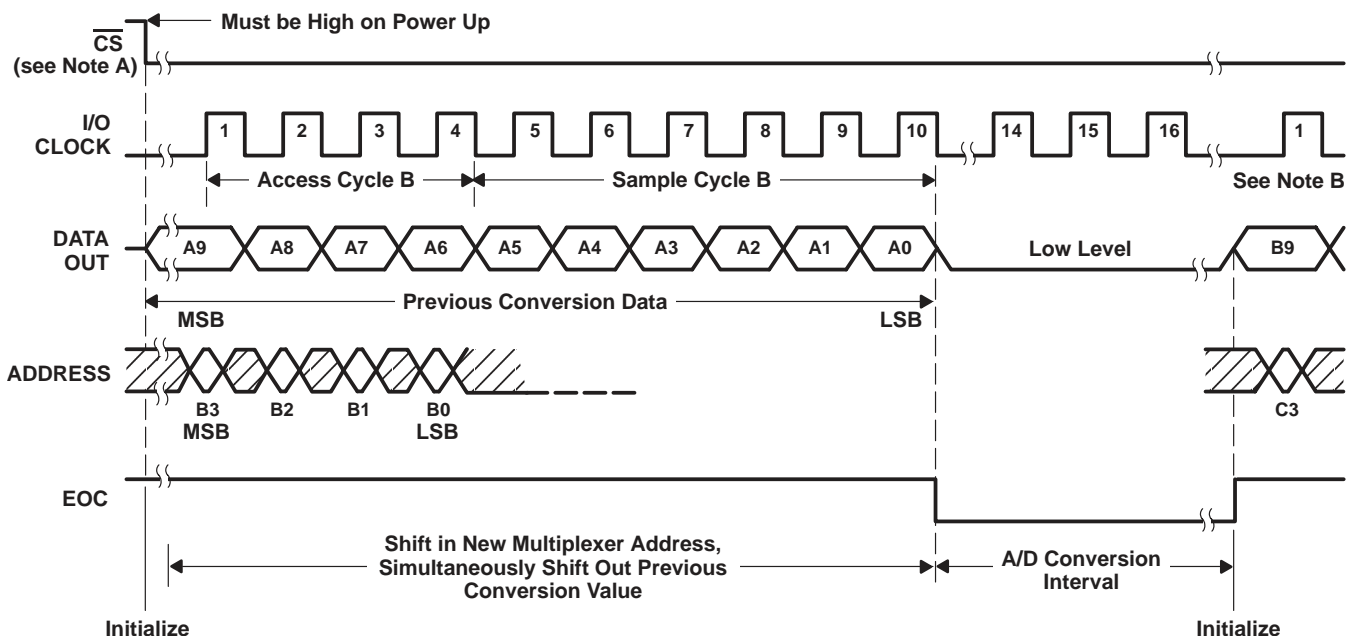 Must be High on Power Up
CS
(see Note A)
I/O
CLOCK
1 2 3 4 5 6 7 8 9 10 14 15 16 1
Access Cycle B
Sample Cycle B
See Note B
DATA
OUT
A9 A8 A7 A6 A5 A4 A3 A2 A1 A0
Low Level
B9
Previous Conversion Data
MSB
LSB
ADDRESS
B3 B2 B1 B0 C3
MSB LSB
EOC
Shift in New Multiplexer Address,
Simultaneously Shift Out Previous
Conversion Value
A/D Conversion
Interval
Initialize Initialize